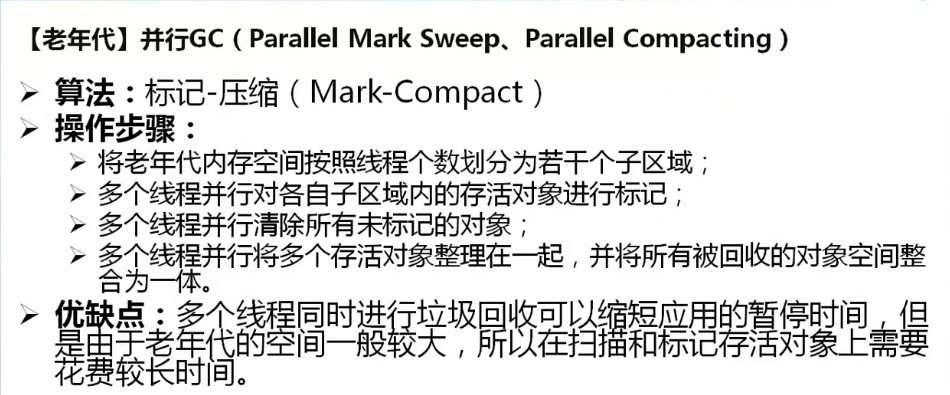 【老年代】并行GC（Parallel Mark Sweep、Parallel Compacting）
➤ 算法：标记-压缩（Mark-Compact）
➤ 操作步骤：
➤ 将老年代内存空间按照线程个数划分为若干个子区域；
➤ 多个线程并行对各自子区域内的存活对象进行标记；
➤ 多个线程并行清除所有未标记的对象；
➤ 多个线程并行将多个存活对象整理在一起，并将所有被回收的对象空间整
合为一体。
➤ 优缺点：多个线程同时进行垃圾回收可以缩短应用的暂停时间，但
是由于老年代的空间一般较大，所以在扫描和标记存活对象上需要
花费较长时间。